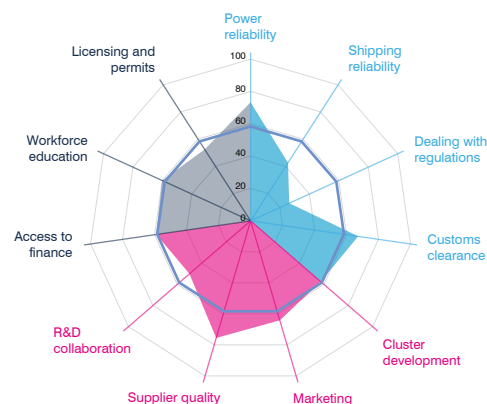 Power
reliability
Shipping
reliability
Dealing with
regulations
Customs
clearance
Cluster
development
Marketing
Supplier quality
R&D
collaboration
Access to
finance
Workforce
education
Licensing and
permits
100
80
60
40
20
0